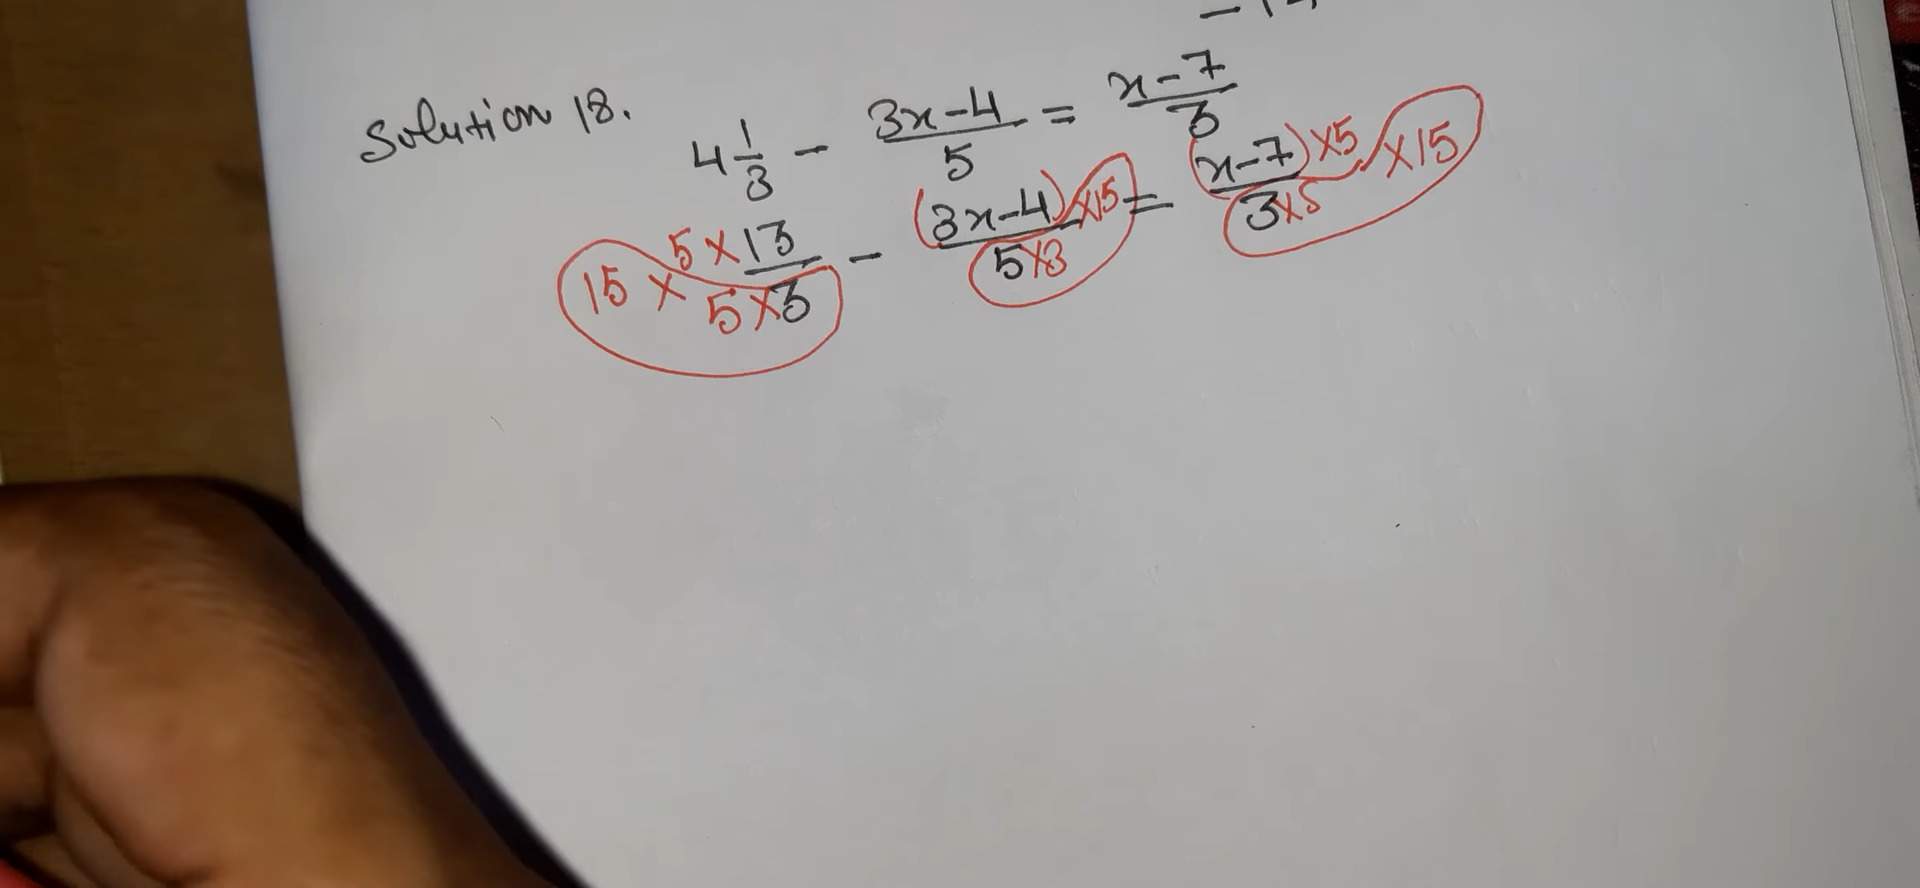 Solution 18. 4 1/3 - (3x-4)/5 = (x-7)/3
15 × (5×13)/(5×3) - (3x-4)×15/(5×3) = (x-7)×5/(3×5) ×15